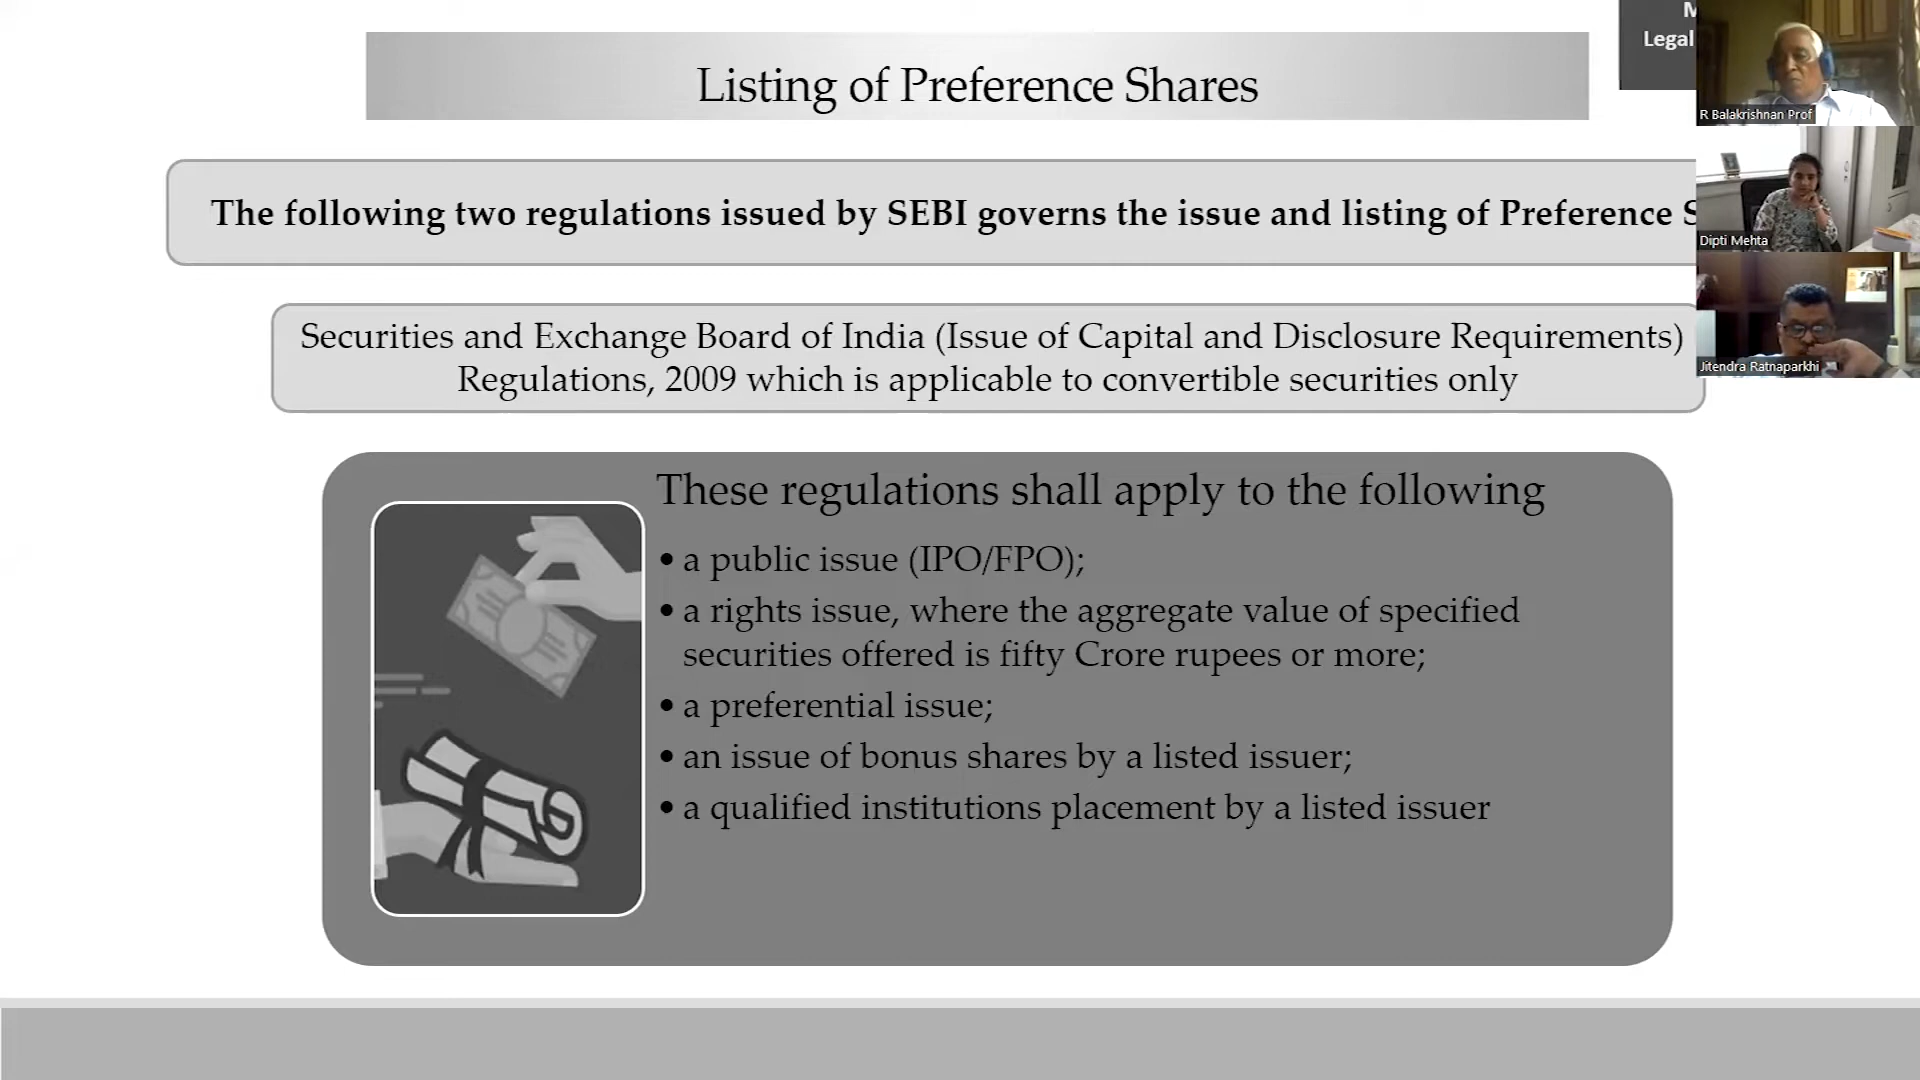 Listing of Preference Shares
Legal
R Balakrishnan Prof
The following two regulations issued by SEBI governs the issue and listing of Preference S
Dipti Mehta
Securities and Exchange Board of India (Issue of Capital and Disclosure Requirements)
Regulations, 2009 which is applicable to convertible securities only
Jitendra Ratnaparkhi
These regulations shall apply to the following
• a public issue (IPO/FPO);
• a rights issue, where the aggregate value of specified
securities offered is fifty Crore rupees or more;
• a preferential issue;
• an issue of bonus shares by a listed issuer;
• a qualified institutions placement by a listed issuer